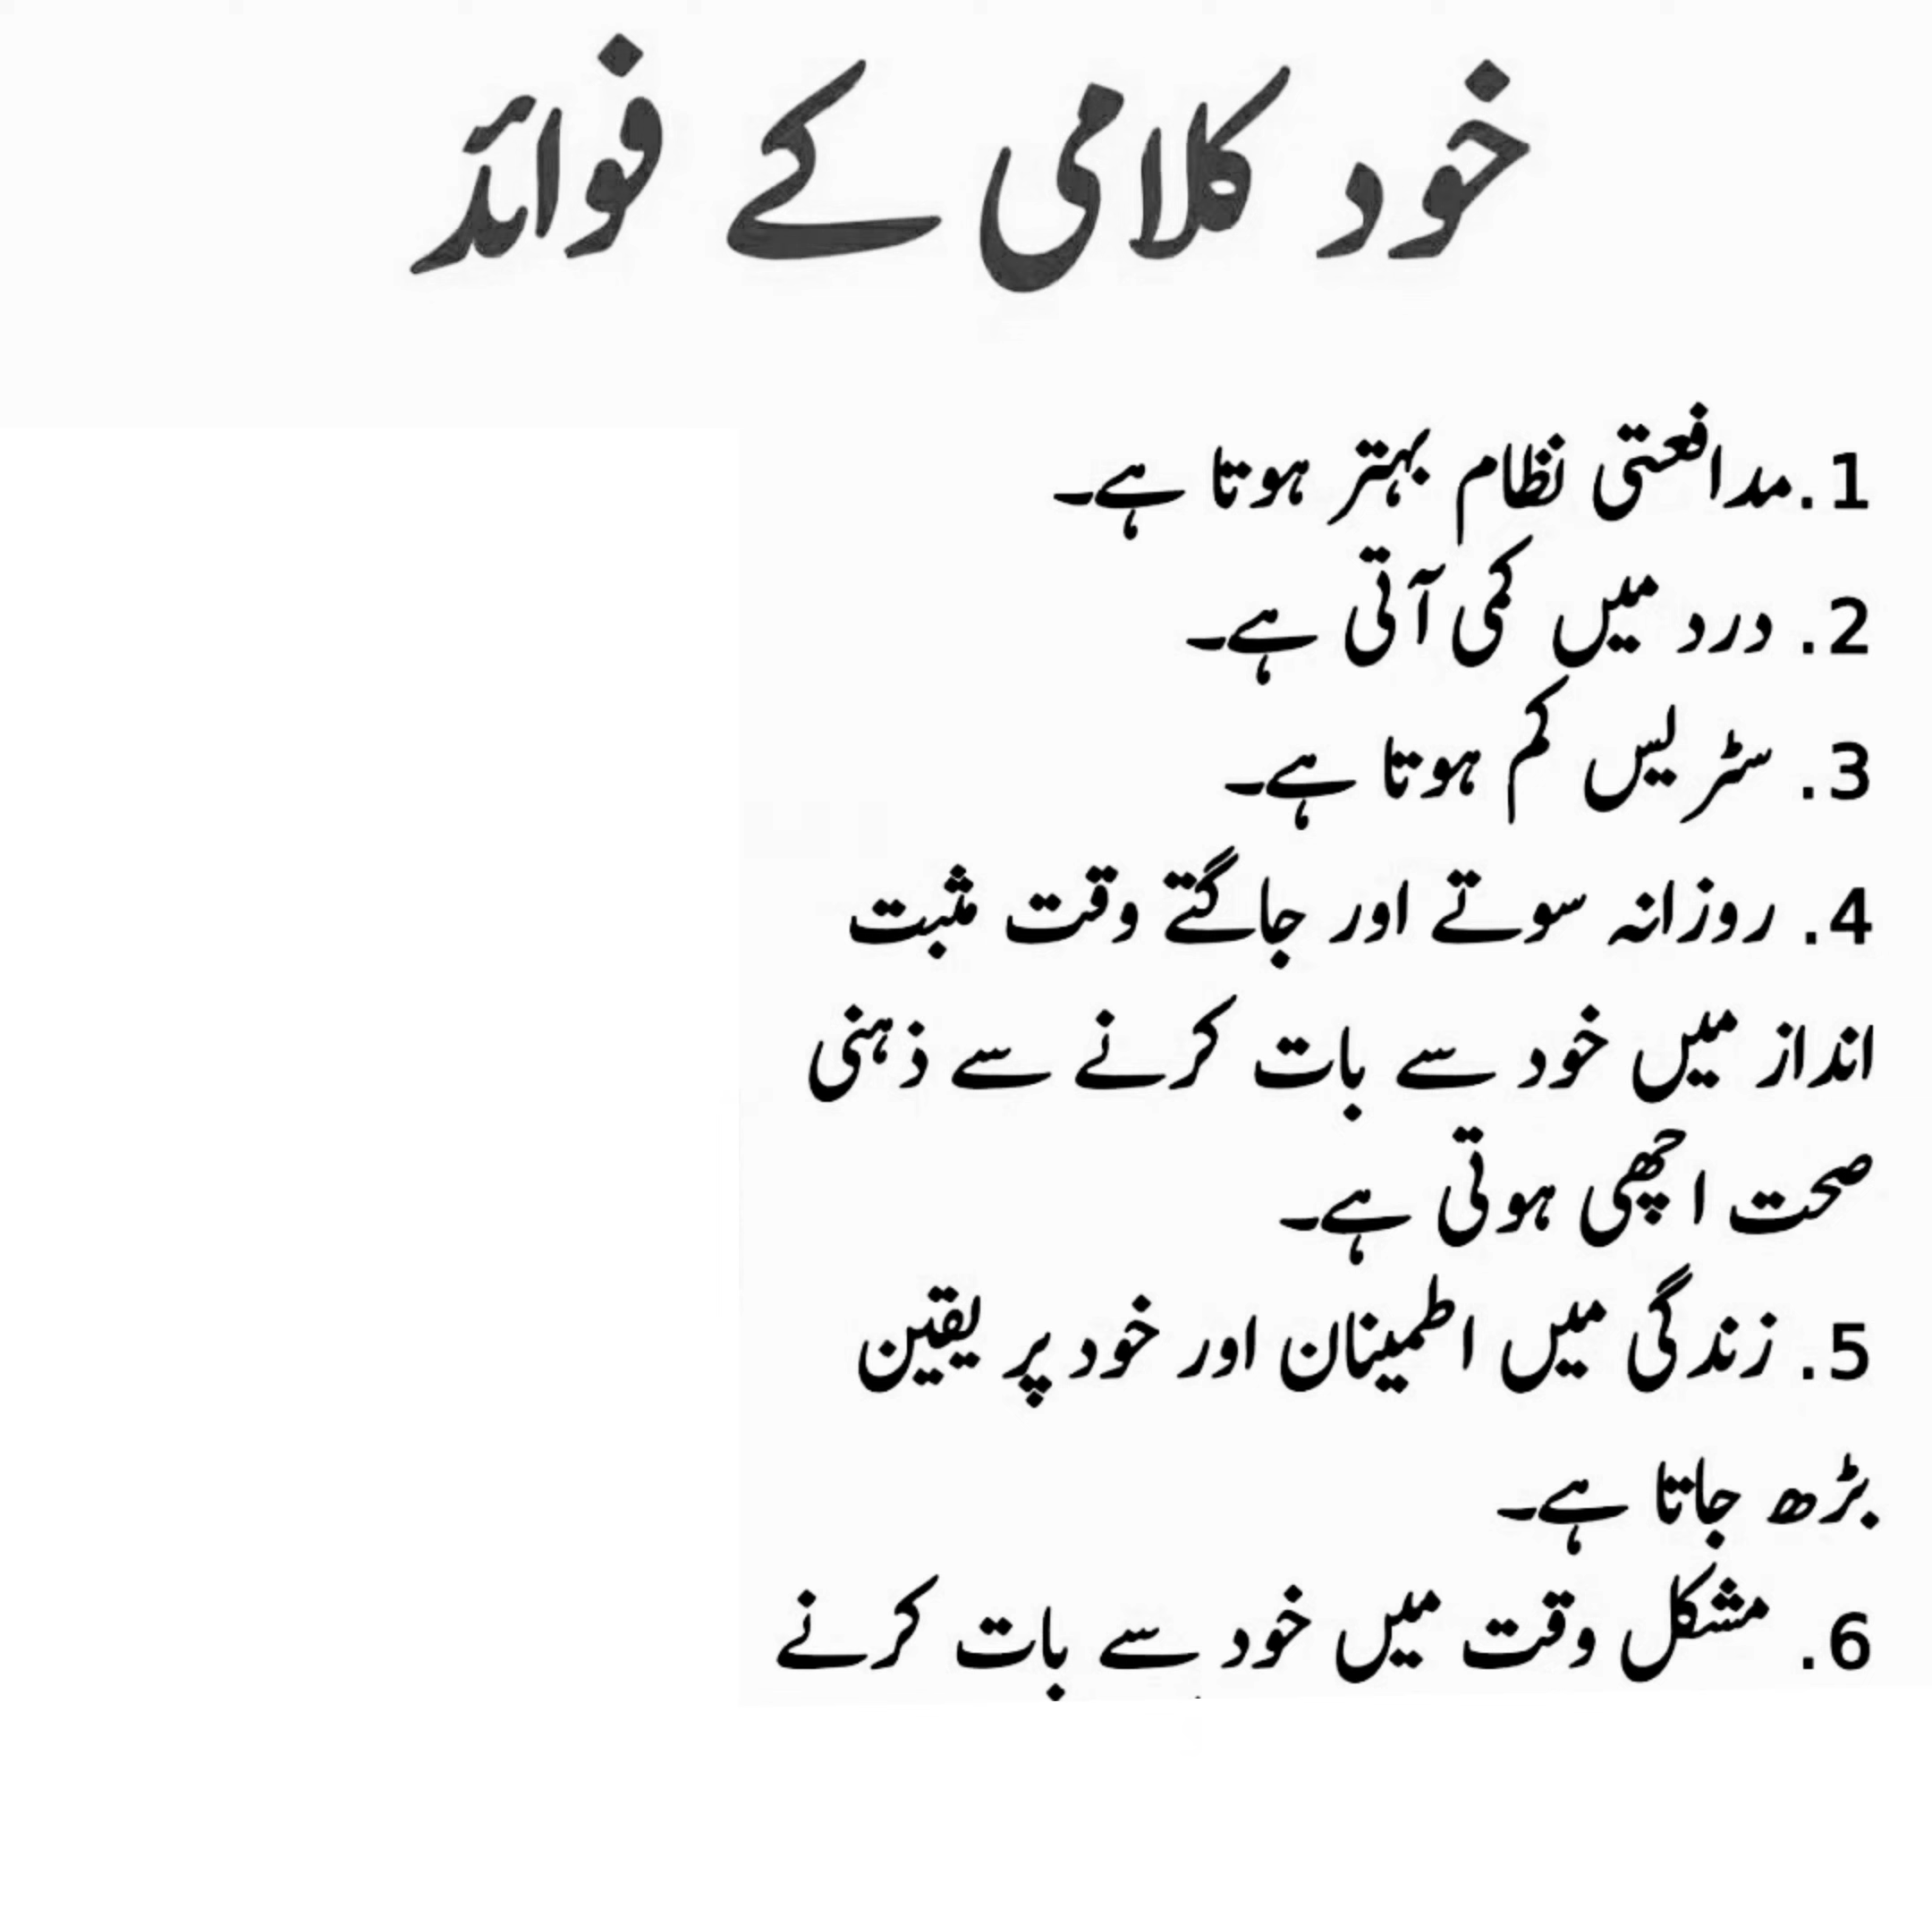 خود کلامی کے فوائد
1.مدافعتی نظام بہتر ہوتا ہے۔
2. درد میں کمی آتی ہے۔
3. سٹریس کم ہوتا ہے۔
4. روزانہ سوتے اور جاگتے وقت مثبت
انداز میں خود سے بات کرنے سے ذہنی
صحت اچھی ہوتی ہے۔
5. زندگی میں اطمینان اور خود پر یقین
بڑھ جاتا ہے۔
6. مشکل وقت میں خود سے بات کرنے